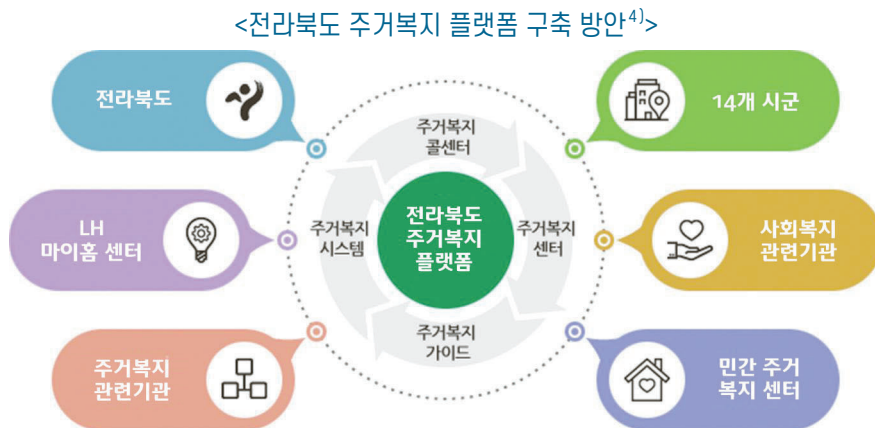 <전라북도 주거복지 플랫폼 구축 방안4)>
전라북도
14개 시군
주거복지
콜센터
LH
마이홈 센터
주거복지
시스템
전라북도
주거복지
플랫폼
주거복지
센터
사회복지
관련기관
주거복지
가이드
주거복지
관련기관
민간 주거
복지 센터